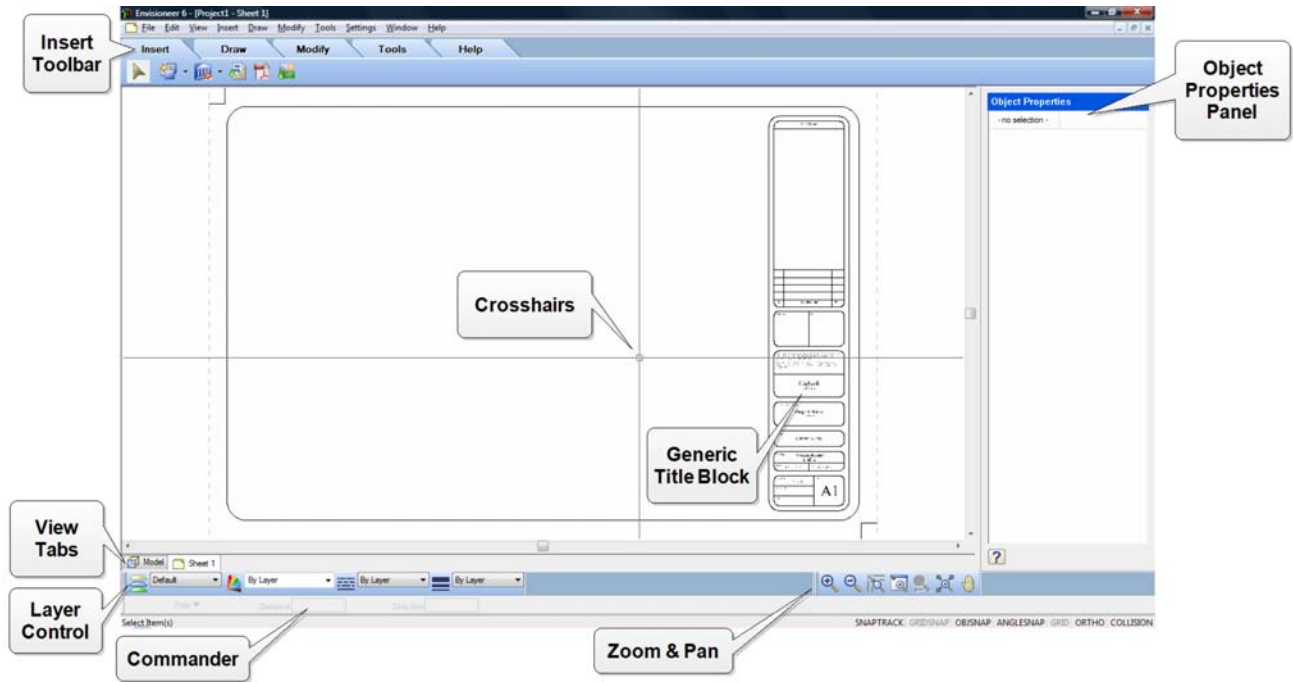 Envisioneer 6 - [Project1 - Sheet 1]
File Edit View Insert Draw Modify Tools Settings Window Help
Insert Draw Modify Tools Help
Insert
Toolbar
Object
Properties
Panel
Object Properties
- no selection -
Crosshairs
Generic
Title Block
A1
View
Tabs
Model Sheet 1
Default By Layer By Layer By Layer
Layer
Control
Select Item(s)
SNAPTRACK GRIDSNAP OBJSNAP ANGLESNAP GRID ORTHO COLLISION
Commander
Zoom & Pan